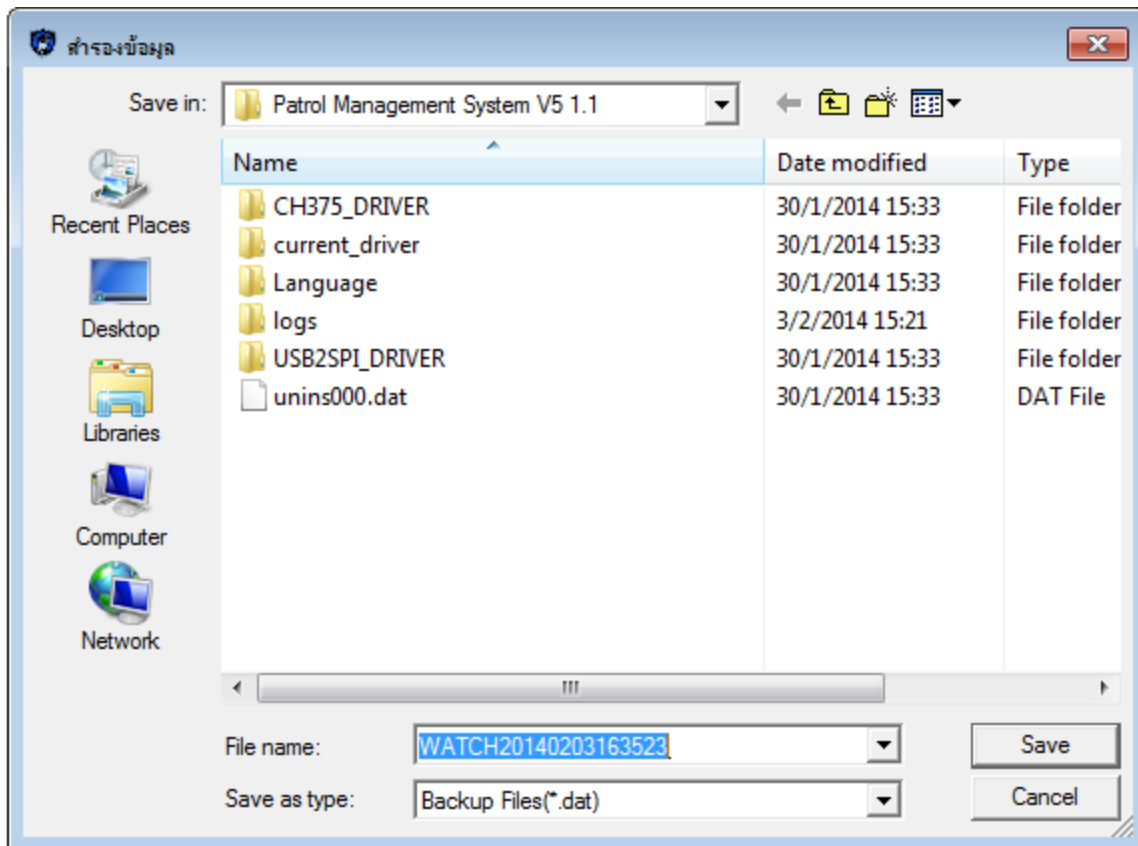 สำรองข้อมูล
Save in: Patrol Management System V5 1.1
Name Date modified Type
Recent Places
Desktop
Libraries
Computer
Network
CH375_DRIVER 30/1/2014 15:33 File folder
current_driver 30/1/2014 15:33 File folder
Language 30/1/2014 15:33 File folder
logs 3/2/2014 15:21 File folder
USB2SPI_DRIVER 30/1/2014 15:33 File folder
unins000.dat 30/1/2014 15:33 DAT File
File name: WATCH20140203163523 Save
Save as type: Backup Files(*.dat) Cancel